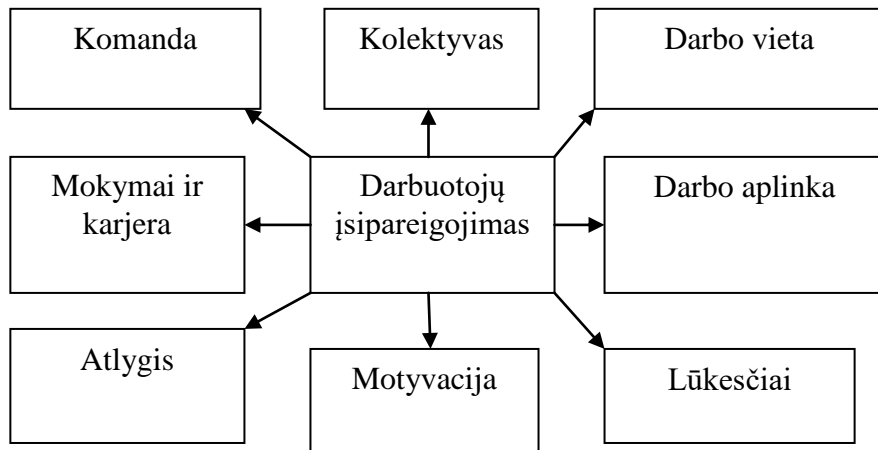 Komanda
Kolektyvas
Darbo vieta
Mokymai ir
karjera
Darbuotojų
įsipareigojimas
Darbo aplinka
Atlygis
Motyvacija
Lūkesčiai